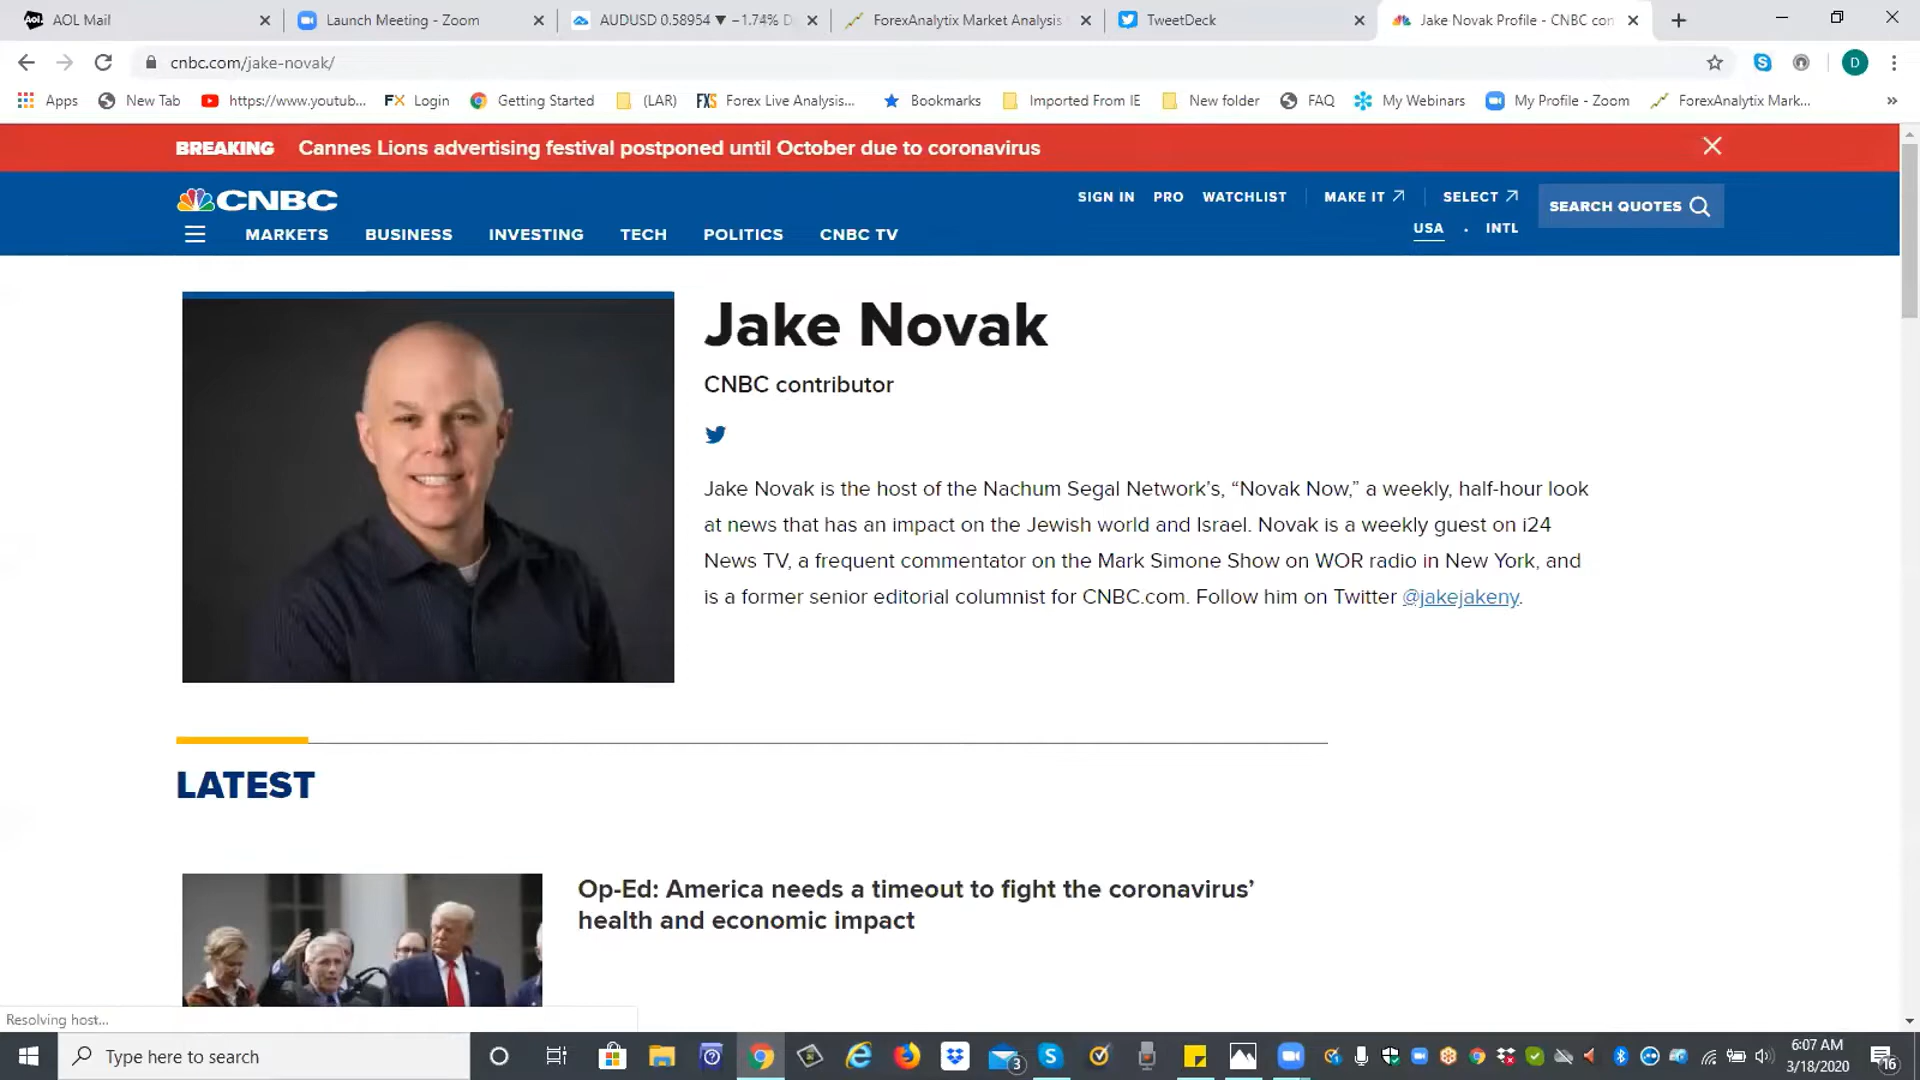 AOL Mail
Launch Meeting - Zoom
AUDUSD 0.58954 ▼ −1.74%
ForexAnalytix Market Analysis
TweetDeck
Jake Novak Profile - CNBC con
cnbc.com/jake-novak/
D
Apps
New Tab
https://www.youtub...
FX Login
Getting Started
(LAR)
FXS Forex Live Analysis...
Bookmarks
Imported From IE
New folder
FAQ
My Webinars
My Profile - Zoom
ForexAnalytix Mark...
»
BREAKING Cannes Lions advertising festival postponed until October due to coronavirus
CNBC
SIGN IN PRO WATCHLIST MAKE IT SELECT
SEARCH QUOTES
USA · INTL
MARKETS BUSINESS INVESTING TECH POLITICS CNBC TV
Jake Novak
CNBC contributor
Jake Novak is the host of the Nachum Segal Network’s, “Novak Now,” a weekly, half-hour look
at news that has an impact on the Jewish world and Israel. Novak is a weekly guest on i24
News TV, a frequent commentator on the Mark Simone Show on WOR radio in New York, and
is a former senior editorial columnist for CNBC.com. Follow him on Twitter @jakejakeny.
LATEST
Op-Ed: America needs a timeout to fight the coronavirus’
health and economic impact
Resolving host...
Type here to search
3
6:07 AM
3/18/2020
16